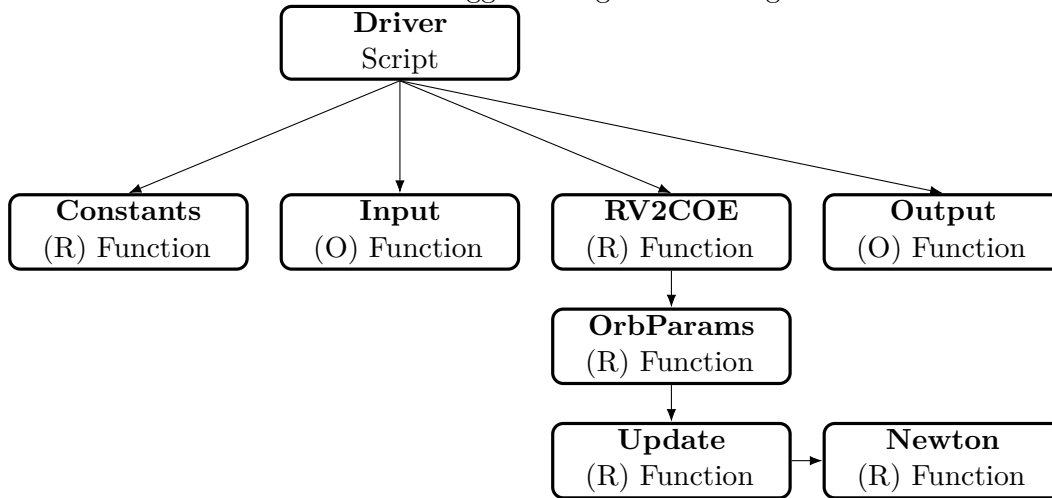 Driver
Script
Constants
(R) Function
Input
(O) Function
RV2COE
(R) Function
Output
(O) Function
OrbParams
(R) Function
Update
(R) Function
Newton
(R) Function